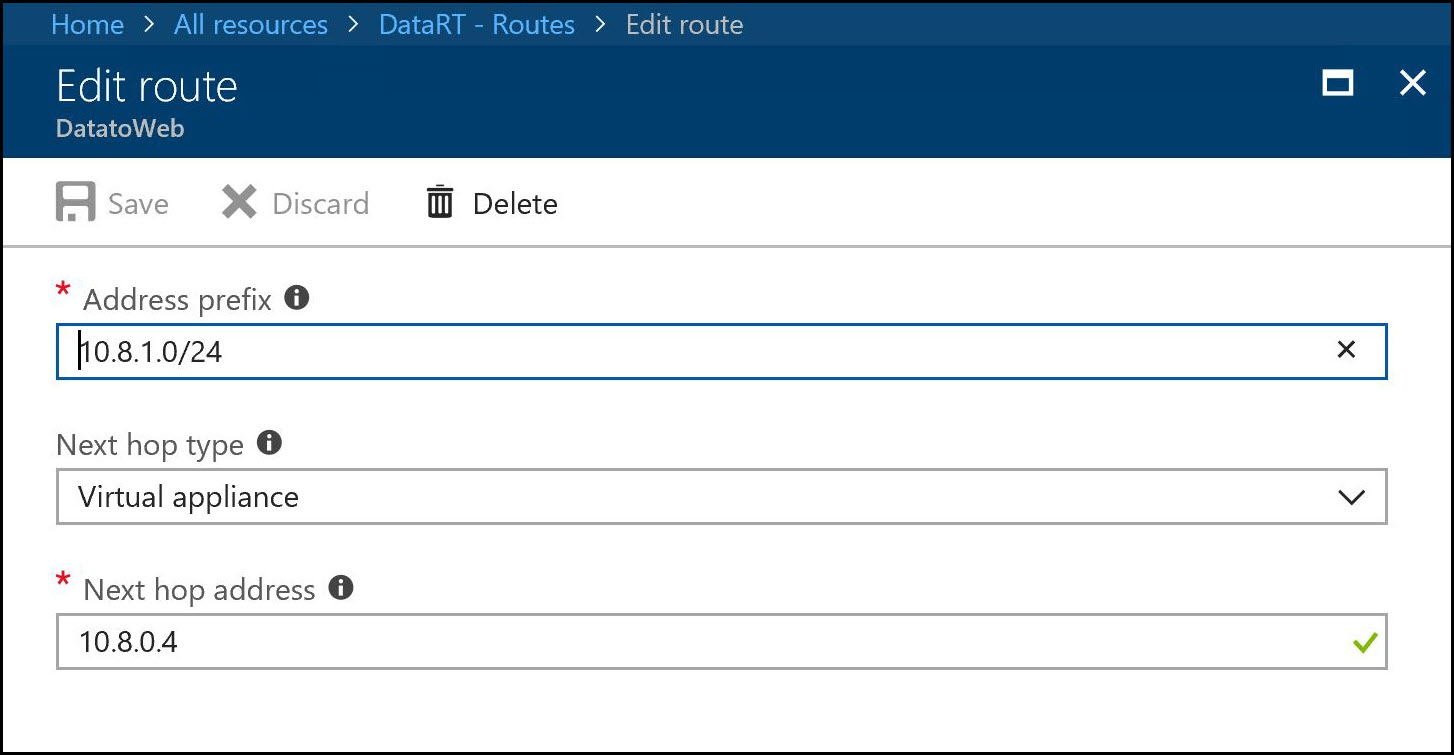 Home > All resources > DataRT - Routes > Edit route
Edit route
DatatoWeb
Save Discard Delete
* Address prefix
10.8.1.0/24
Next hop type
Virtual appliance
* Next hop address
10.8.0.4